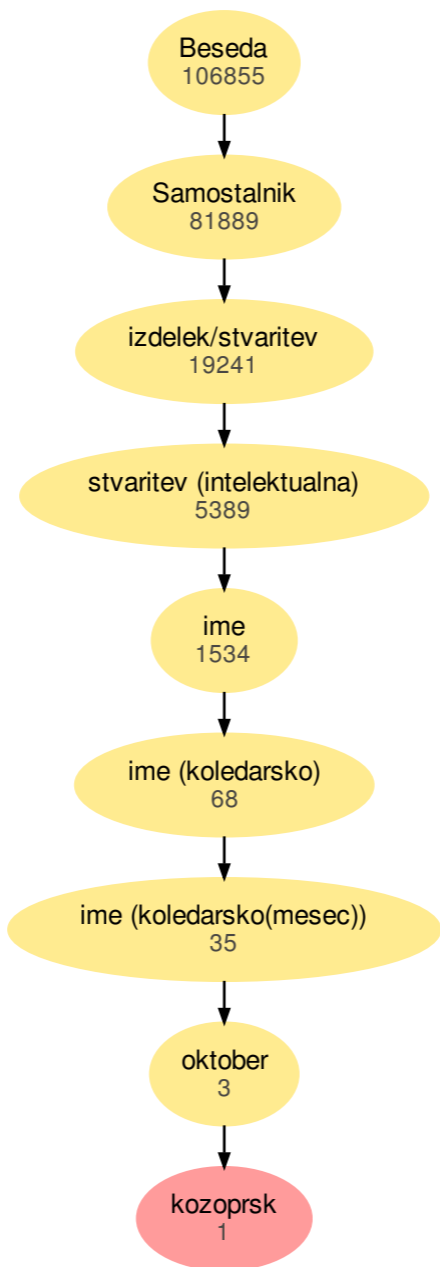 Beseda
106855
Samostalnik
81889
izdelek/stvaritev
19241
stvaritev (intelektualna)
5389
ime
1534
ime (koledarsko)
68
ime (koledarsko(mesec))
35
oktober
3
kozoprsk
1